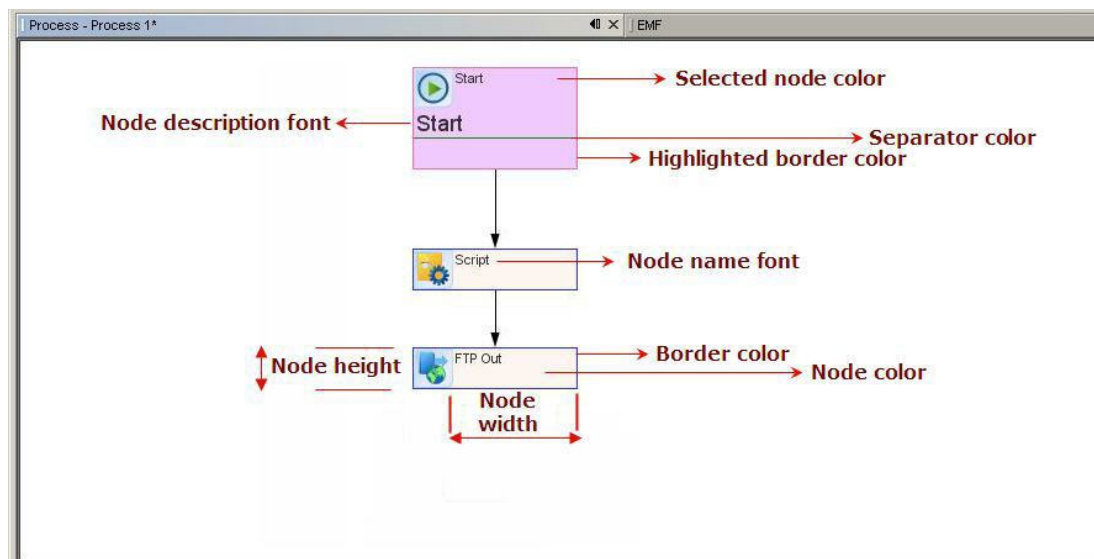 Process - Process 1*
EMF
Start
Selected node color
Node description font
Start
Separator color
Highlighted border color
Script
Node name font
FTP Out
Border color
Node height
Node color
Node
width